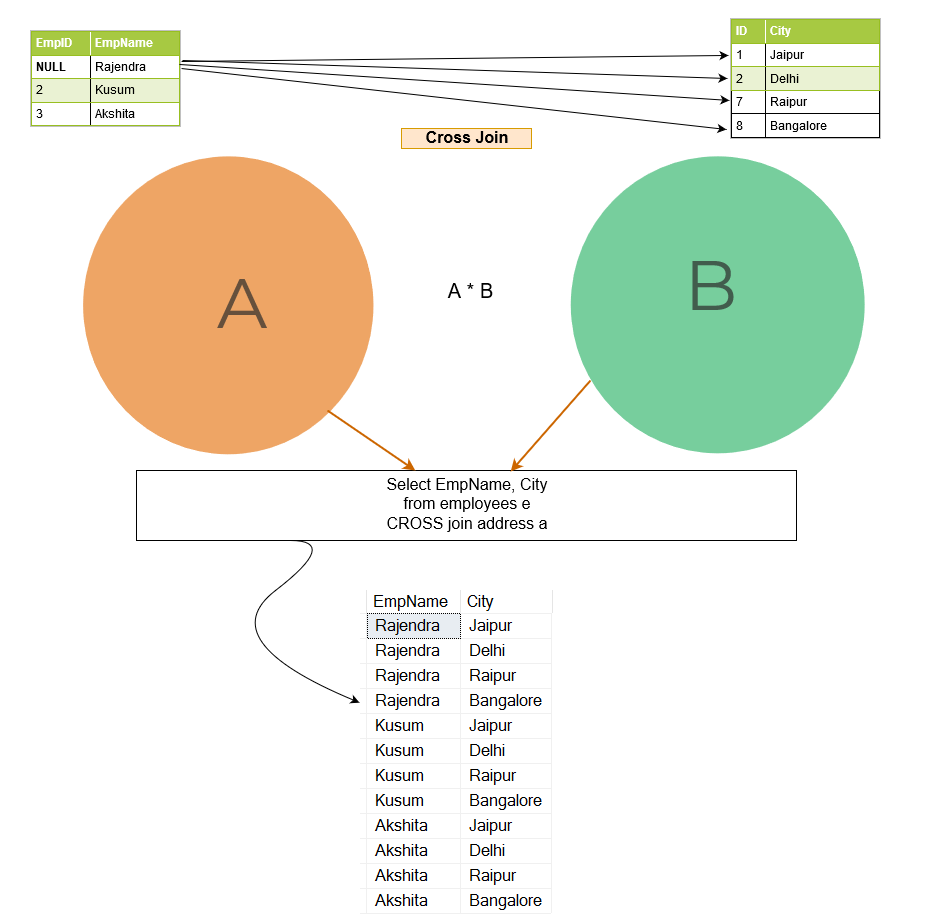 EmpID EmpName
NULL Rajendra
2 Kusum
3 Akshita
ID City
1 Jaipur
2 Delhi
7 Raipur
8 Bangalore
Cross Join
A
A * B
B
Select EmpName, City
from employees e
CROSS join address a
EmpName City
Rajendra Jaipur
Rajendra Delhi
Rajendra Raipur
Rajendra Bangalore
Kusum Jaipur
Kusum Delhi
Kusum Raipur
Kusum Bangalore
Akshita Jaipur
Akshita Delhi
Akshita Raipur
Akshita Bangalore